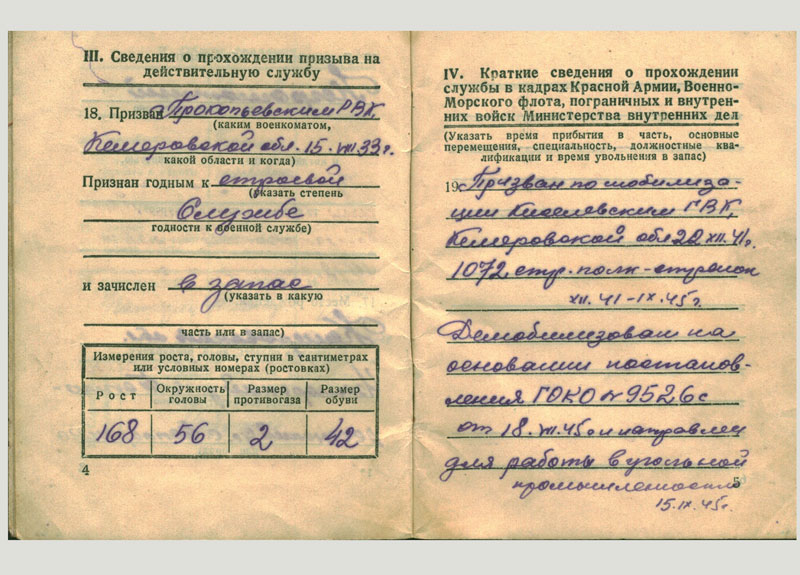 III. Сведения о прохождении призыва на
действительную службу
18. Призван Прокопьевским РВК,
(каким военкоматом,
Кемеровской обл. 15.VIII.33 г.
какой области и когда)
Признан годным к строевой
(указать степень
службе
годности к военной службе)
и зачислен в запас
(указать в какую
часть или в запас)
Измерения роста, головы, ступни в сантиметрах
или условных номерах (ростовках)
Рост Окружность головы Размер противогаза Размер обуви
168 56 2 42
4
IV. Краткие сведения о прохождении
службы в кадрах Красной Армии, Военно-
Морского флота, пограничных и внутрен-
них войск Министерства внутренних дел
(Указать время прибытия в часть, основные
перемещения, специальность, должностные ква-
лификации и время увольнения в запас)
19. Призван по мобилиза-
ции Киселевским ГВК,
Кемеровской обл. 22.XII.41 г.
1072 стр. полк - стрелок
XII.41 - IX.45 г.
Демобилизован на
основании постанов-
ления ГОКО № 9526с
от 18.VII.45 г. и направлен
для работы в угольной
промышленность
5
15.IX.45 г.